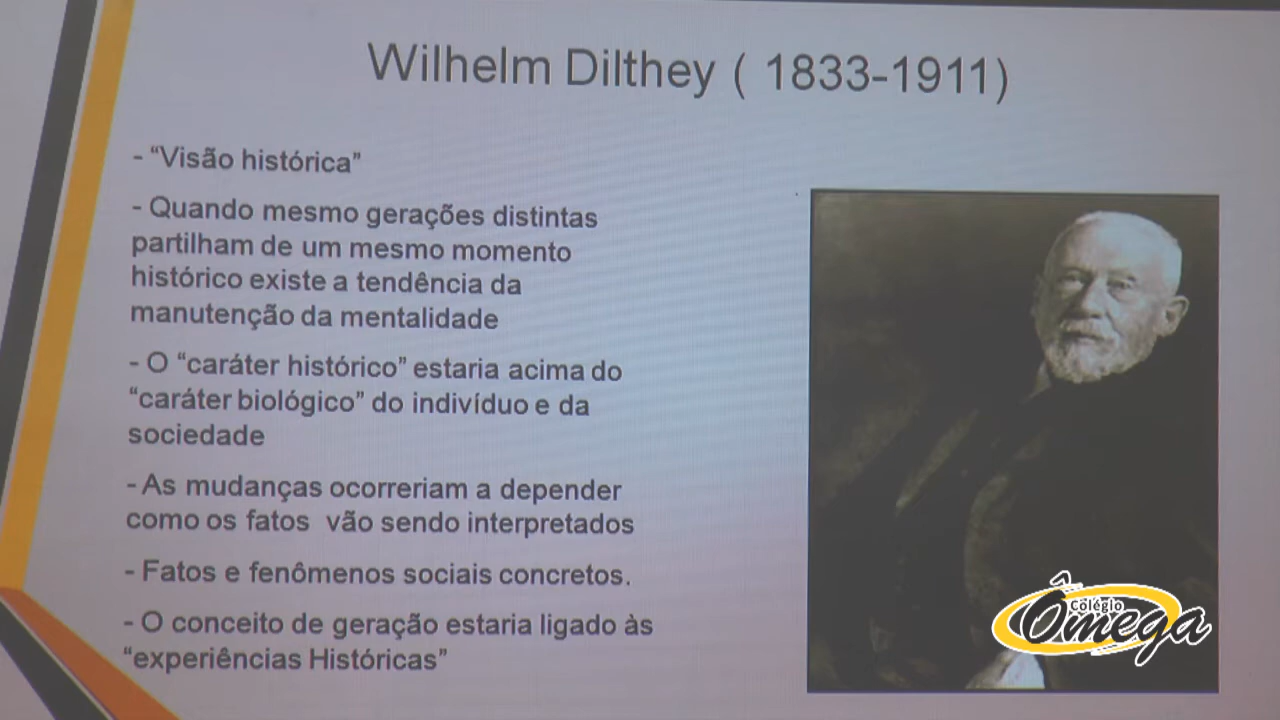 Wilhelm Dilthey ( 1833-1911)
- “Visão histórica”
- Quando mesmo gerações distintas
partilham de um mesmo momento
histórico existe a tendência da
manutenção da mentalidade
- O “caráter histórico” estaria acima do
“caráter biológico” do indivíduo e da
sociedade
- As mudanças ocorreriam a depender
como os fatos vão sendo interpretados
- Fatos e fenômenos sociais concretos.
- O conceito de geração estaria ligado às
“experiências Históricas”
Colégio
Ômega